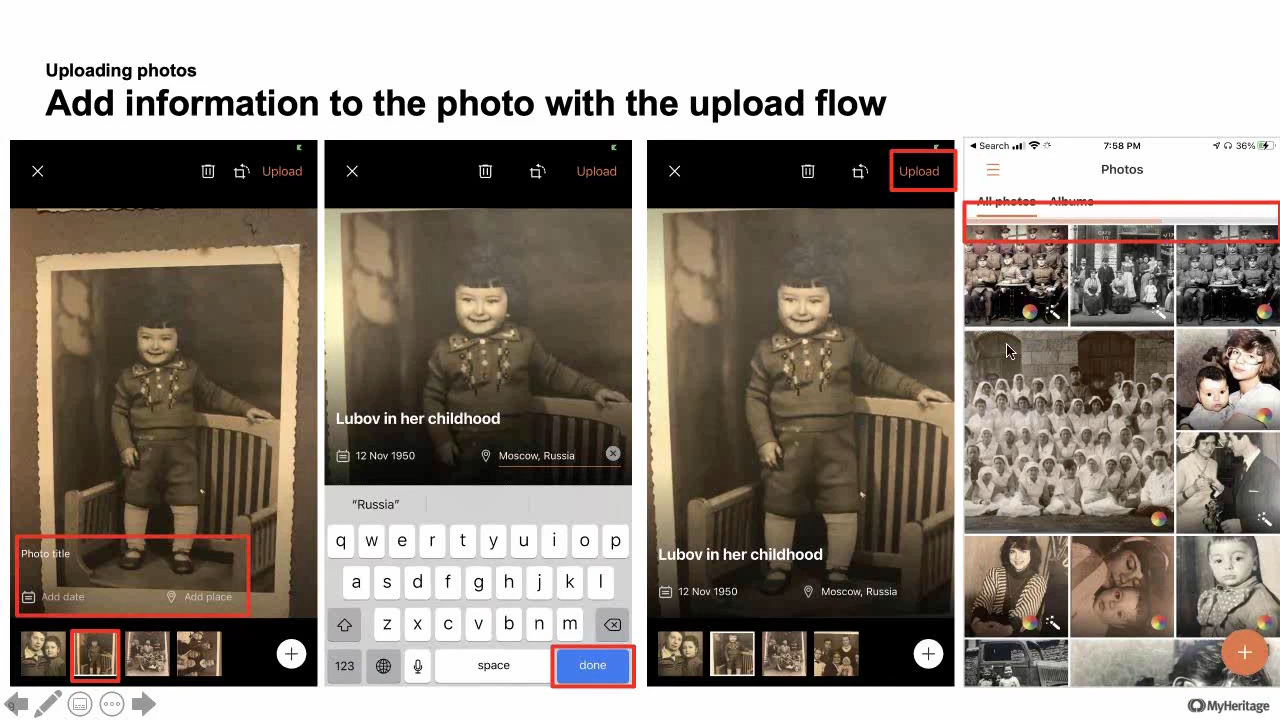 Uploading photos
Add information to the photo with the upload flow
Upload
Photo title
Add date
Add place
Upload
Lubov in her childhood
12 Nov 1950
Moscow, Russia
"Russia"
q w e r t y u i o p
a s d f g h j k l
z x c v b n m
123
space
done
Upload
Lubov in her childhood
12 Nov 1950
Moscow, Russia
Search
7:58 PM
36%
Photos
All photos
Albums
9
MyHeritage